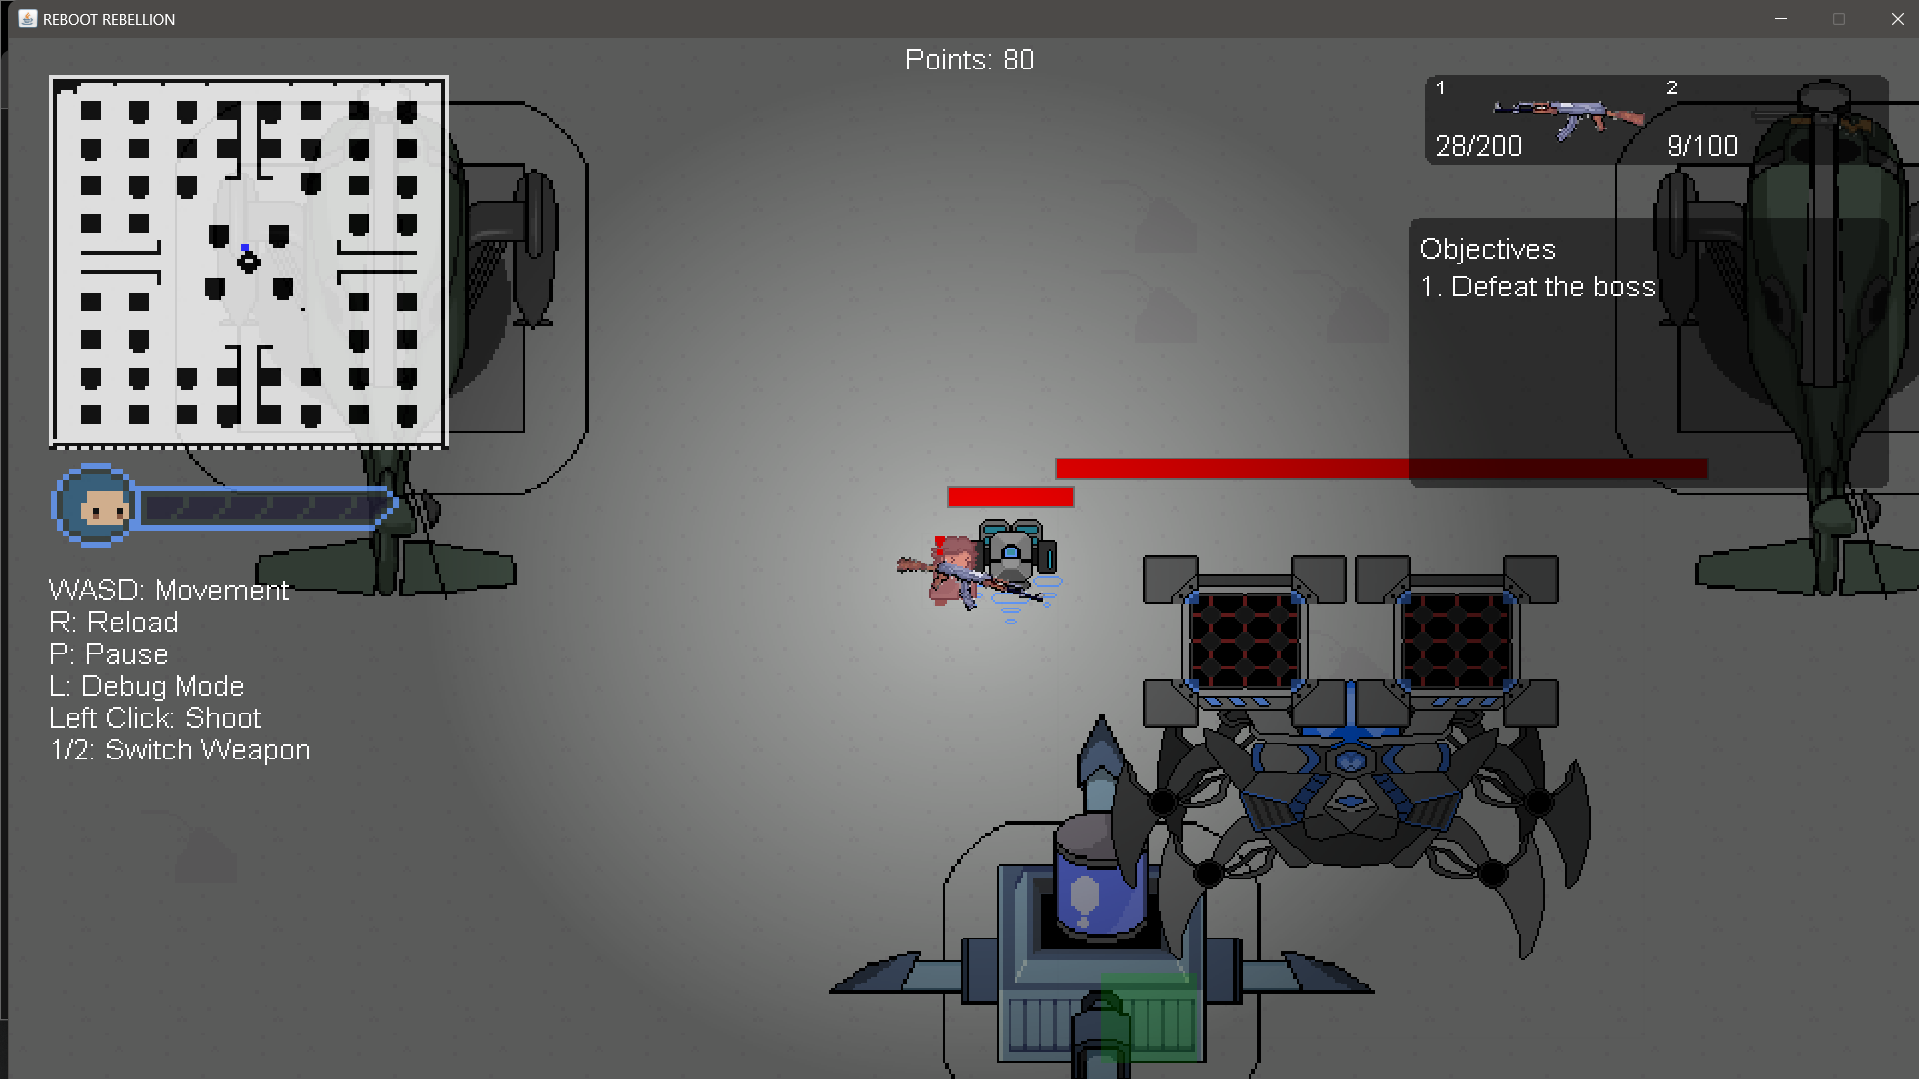 REBOOT REBELLION
Points: 80
1
2
28/200
9/100
Objectives
1. Defeat the boss
WASD: Movement
R: Reload
P: Pause
L: Debug Mode
Left Click: Shoot
1/2: Switch Weapon